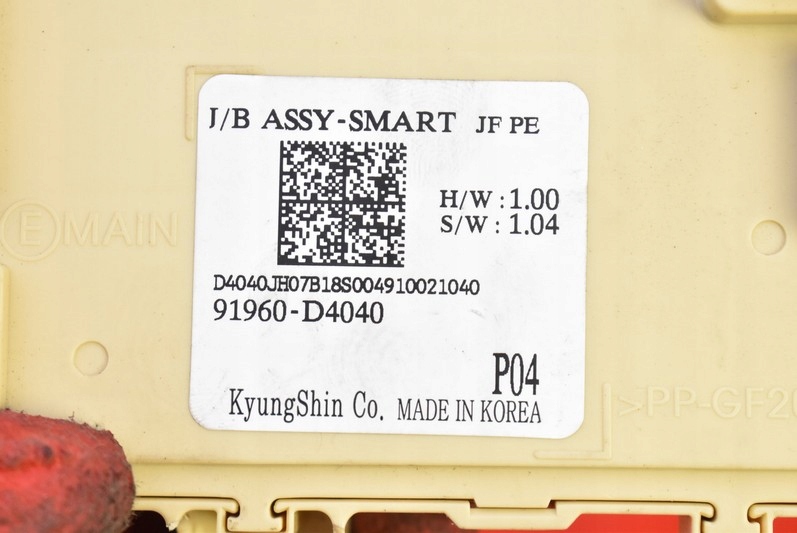 J/B ASSY-SMART JF PE
H/W : 1.00
S/W : 1.04
D4040JH07B18S004910021040
91960-D4040
P04
KyungShin Co. MADE IN KOREA
E MAIN
>PP-GF20